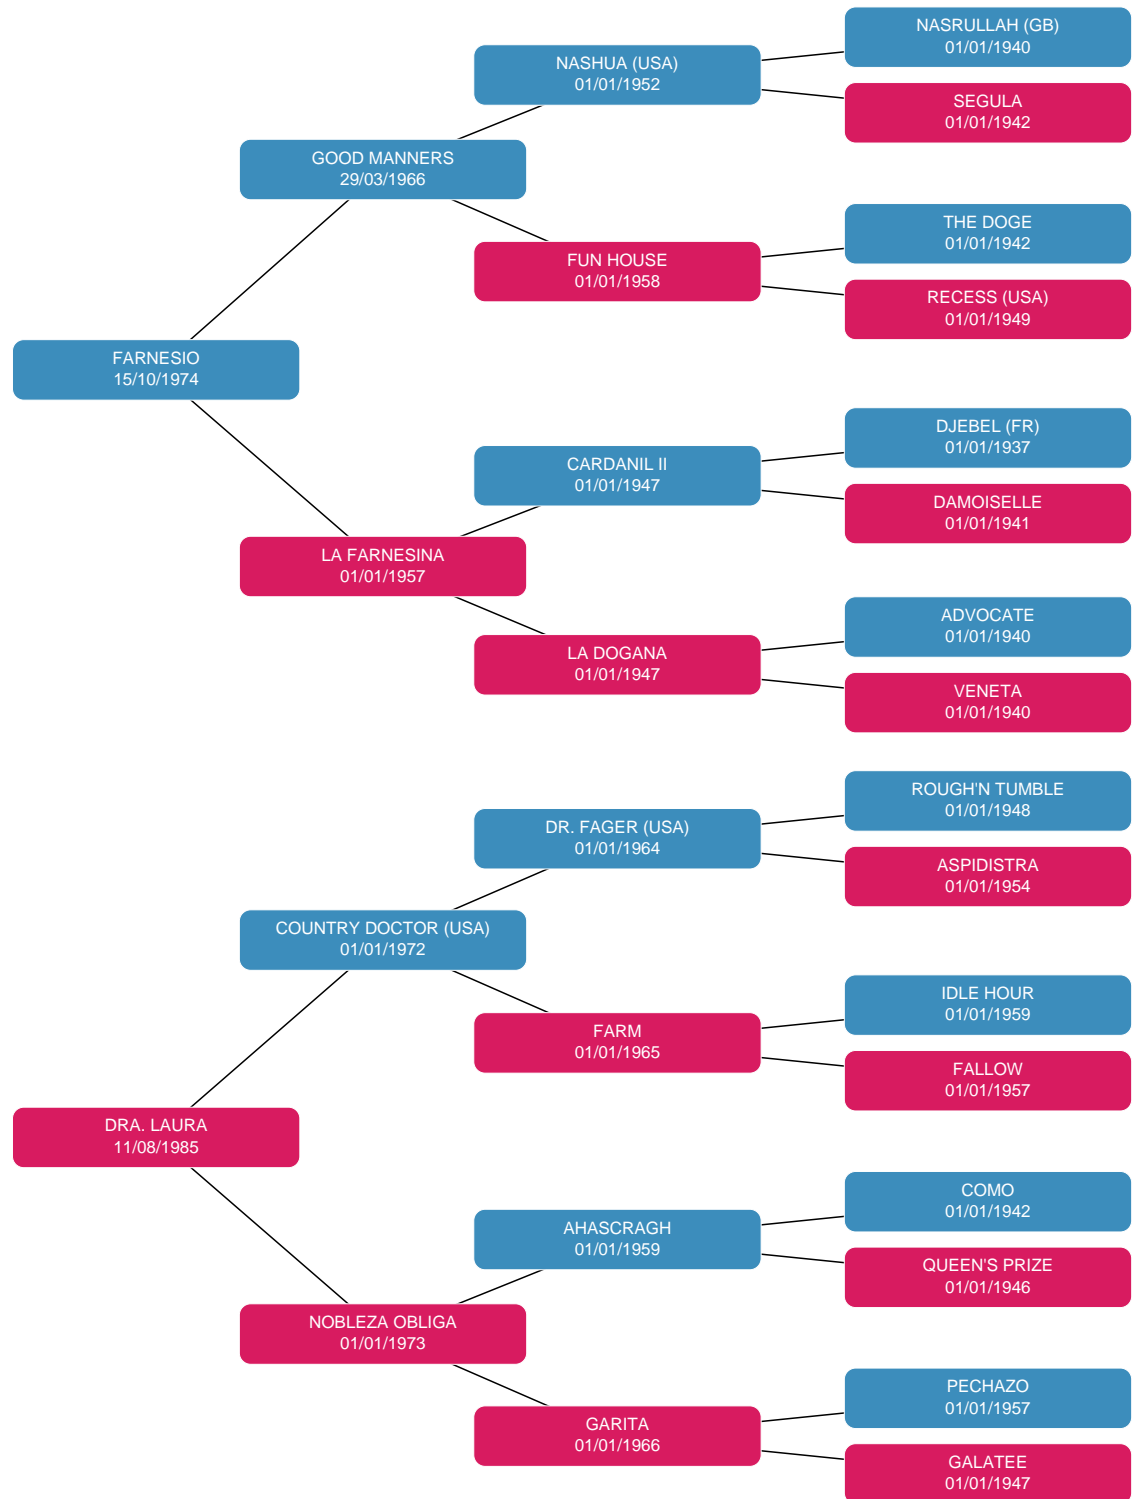 NASRULLAH (GB)
01/01/1940
NASHUA (USA)
01/01/1952
SEGULA
01/01/1942
GOOD MANNERS
29/03/1966
THE DOGE
01/01/1942
FUN HOUSE
01/01/1958
RECESS (USA)
01/01/1949
FARNESIO
15/10/1974
DJEBEL (FR)
01/01/1937
CARDANIL II
01/01/1947
DAMOISELLE
01/01/1941
LA FARNESINA
01/01/1957
ADVOCATE
01/01/1940
LA DOGANA
01/01/1947
VENETA
01/01/1940
ROUGH'N TUMBLE
01/01/1948
DR. FAGER (USA)
01/01/1964
ASPIDISTRA
01/01/1954
COUNTRY DOCTOR (USA)
01/01/1972
IDLE HOUR
01/01/1959
FARM
01/01/1965
FALLOW
01/01/1957
DRA. LAURA
11/08/1985
COMO
01/01/1942
AHASCRAGH
01/01/1959
QUEEN'S PRIZE
01/01/1946
NOBLEZA OBLIGA
01/01/1973
PECHAZO
01/01/1957
GARITA
01/01/1966
GALATEE
01/01/1947